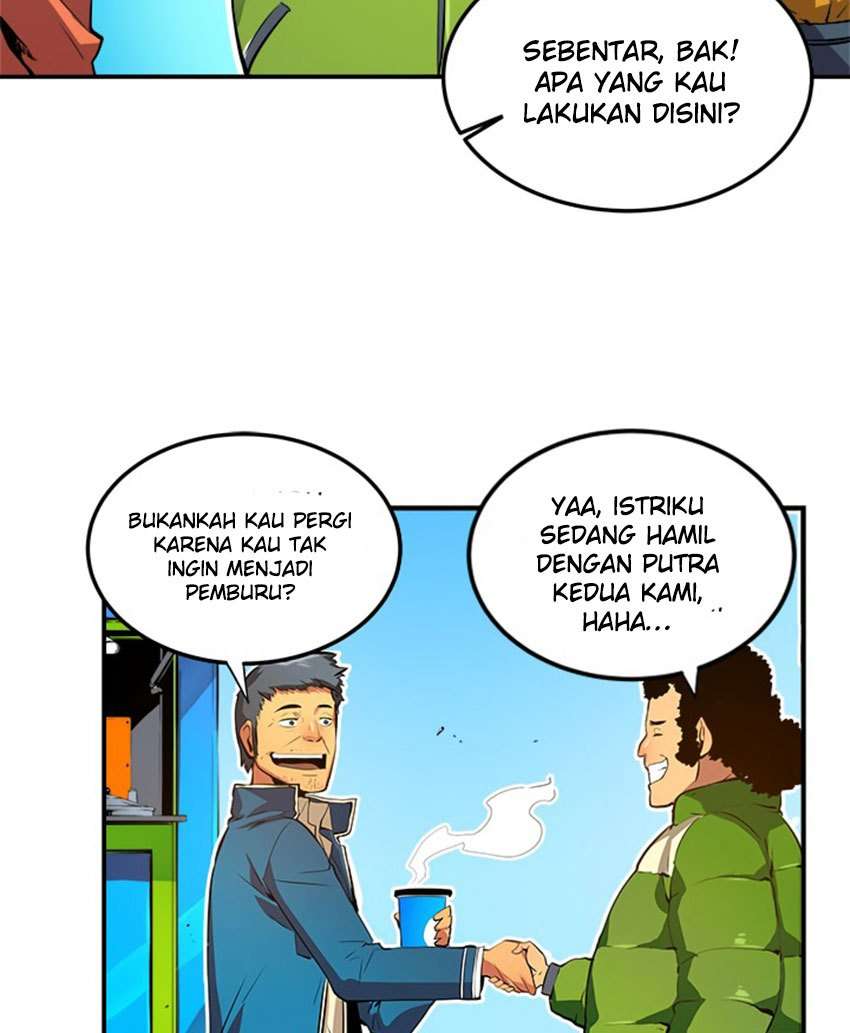 SEBENTAR, BAK!
APA YANG KAU
LAKUKAN DISINI?
BUKANKAH KAU PERGI
KARENA KAU TAK
INGIN MENJADI
PEMBURU?
YAA, ISTRIKU
SEDANG HAMIL
DENGAN PUTRA
KEDUA KAMI,
HAHA...